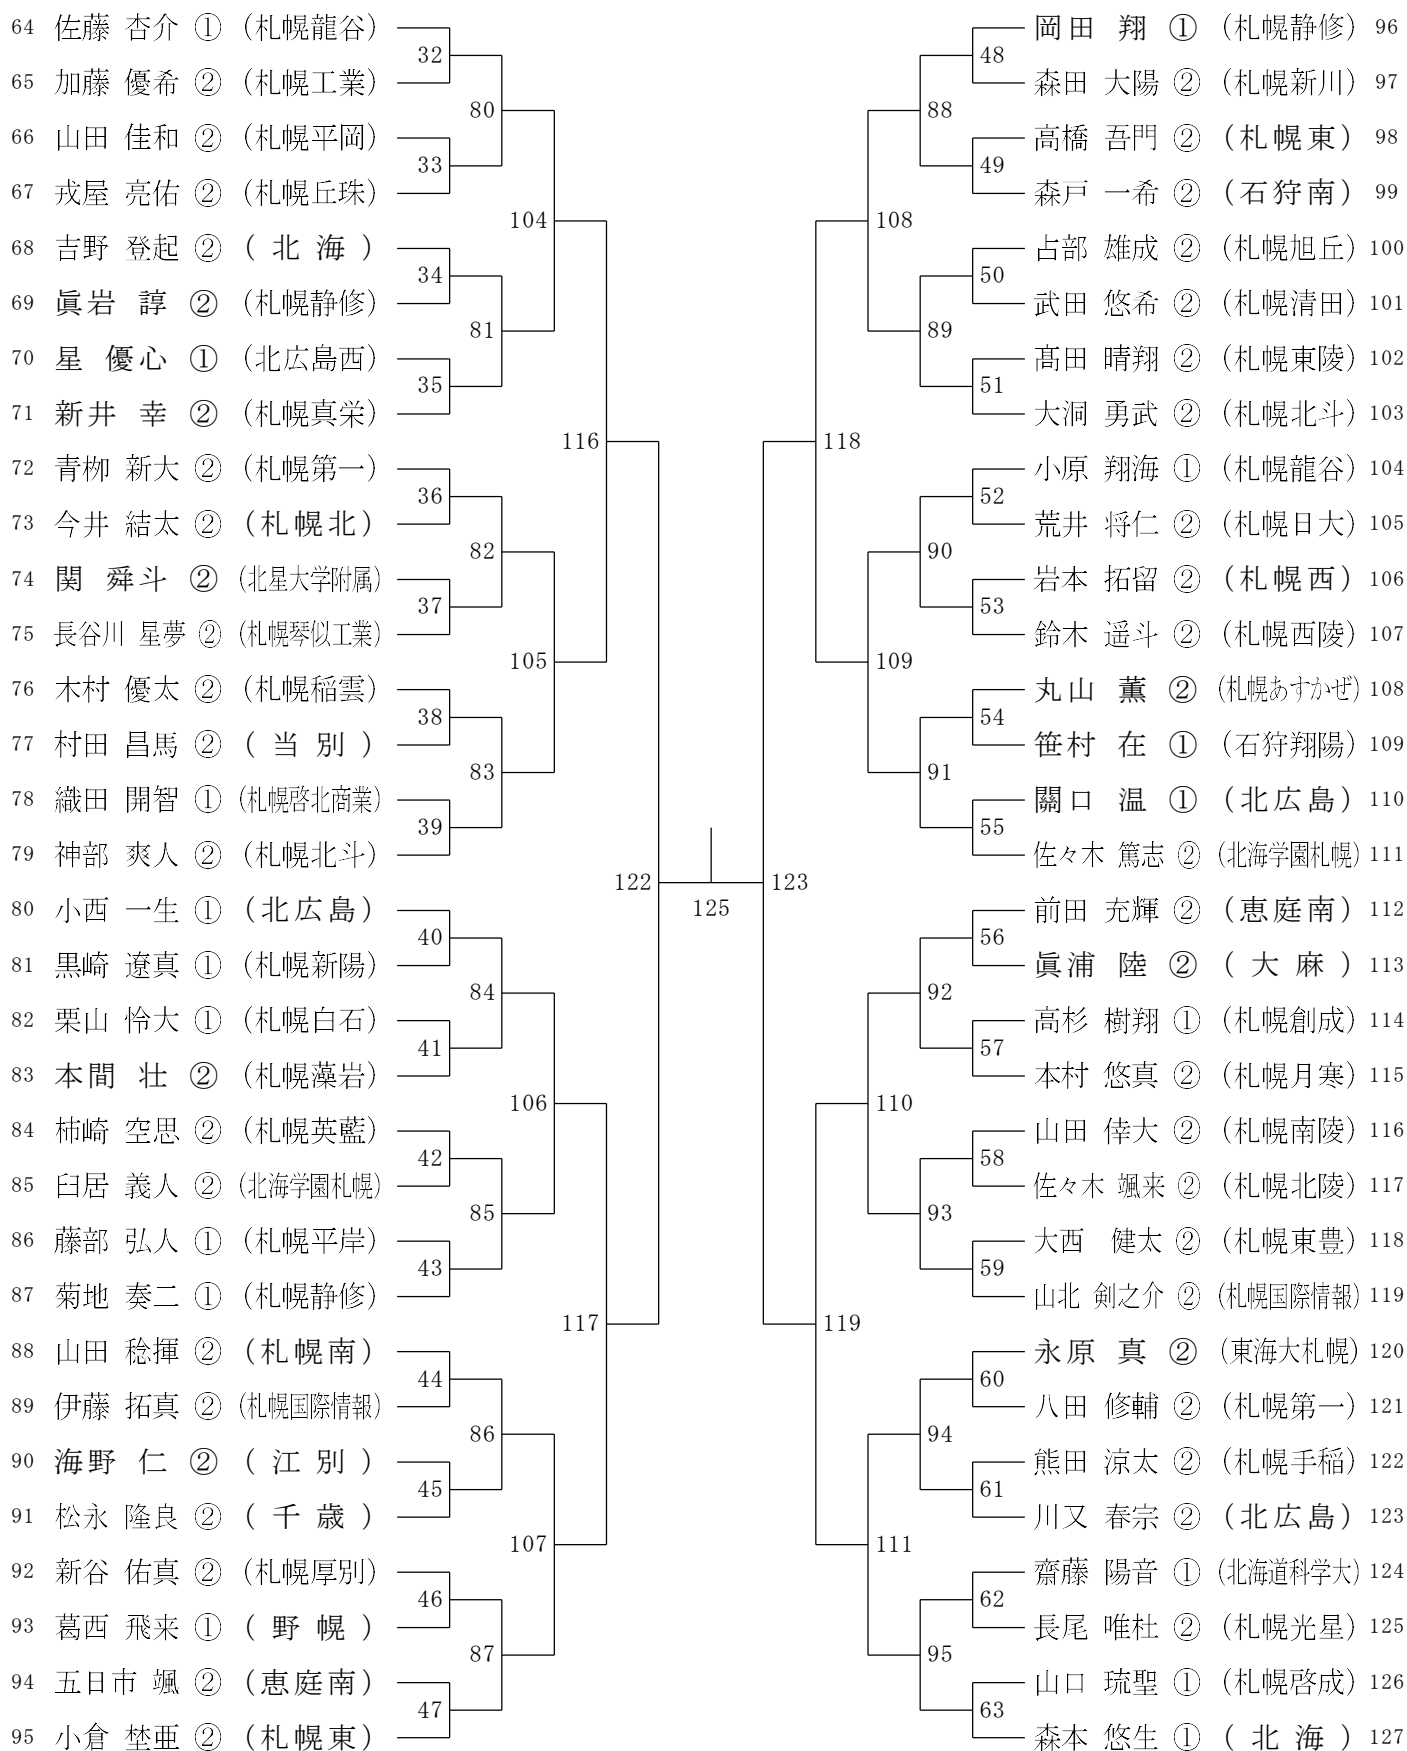 64 佐藤 杏介 ① (札幌龍谷)
65 加藤 優希 ② (札幌工業)
66 山田 佳和 ② (札幌平岡)
67 戎屋 亮佑 ② (札幌丘珠)
68 吉野 登起 ② (北海)
69 眞岩 諄 ② (札幌静修)
70 星 優心 ① (北広島西)
71 新井 幸 ② (札幌真栄)
72 青栁 新大 ② (札幌第一)
73 今井 結太 ② (札幌北)
74 関 舜斗 ② (北星大学附属)
75 長谷川 星夢 ② (札幌琴似工業)
76 木村 優太 ② (札幌稲雲)
77 村田 昌馬 ② (当別)
78 織田 開智 ① (札幌啓北商業)
79 神部 爽人 ② (札幌北斗)
80 小西 一生 ① (北広島)
81 黒崎 遼真 ① (札幌新陽)
82 栗山 怜大 ① (札幌白石)
83 本間 壮 ② (札幌藻岩)
84 柿崎 空思 ② (札幌英藍)
85 臼居 義人 ② (北海学園札幌)
86 藤部 弘人 ① (札幌平岸)
87 菊地 奏二 ① (札幌静修)
88 山田 稔揮 ② (札幌南)
89 伊藤 拓真 ② (札幌国際情報)
90 海野 仁 ② (江別)
91 松永 隆良 ② (千歳)
92 新谷 佑真 ② (札幌厚別)
93 葛西 飛来 ① (野幌)
94 五日市 颯 ② (恵庭南)
95 小倉 埜亜 ② (札幌東)
32
33
34
35
36
37
38
39
40
41
42
43
44
45
46
47
80
81
82
83
84
85
86
87
104
105
106
107
116
117
122
125
123
118
119
108
109
110
111
88
89
90
91
92
93
94
95
48
49
50
51
52
53
54
55
56
57
58
59
60
61
62
63
岡田 翔 ① (札幌静修) 96
森田 大陽 ② (札幌新川) 97
高橋 吾門 ② (札幌東) 98
森戸 一希 ② (石狩南) 99
占部 雄成 ② (札幌旭丘) 100
武田 悠希 ② (札幌清田) 101
髙田 晴翔 ② (札幌東陵) 102
大洞 勇武 ② (札幌北斗) 103
小原 翔海 ① (札幌龍谷) 104
荒井 将仁 ② (札幌日大) 105
岩本 拓留 ② (札幌西) 106
鈴木 遥斗 ② (札幌西陵) 107
丸山 薫 ② (札幌あすかぜ) 108
笹村 在 ① (石狩翔陽) 109
關口 温 ① (北広島) 110
佐々木 篤志 ② (北海学園札幌) 111
前田 充輝 ② (恵庭南) 112
眞浦 陸 ② (大麻) 113
高杉 樹翔 ① (札幌創成) 114
本村 悠真 ② (札幌月寒) 115
山田 倖大 ② (札幌南陵) 116
佐々木 颯来 ② (札幌北陵) 117
大西 健太 ② (札幌東豊) 118
山北 剣之介 ② (札幌国際情報) 119
永原 真 ② (東海大札幌) 120
八田 修輔 ② (札幌第一) 121
熊田 涼太 ② (札幌手稲) 122
川又 春宗 ② (北広島) 123
齋藤 陽音 ① (北海道科学大) 124
長尾 唯杜 ② (札幌光星) 125
山口 琉聖 ① (札幌啓成) 126
森本 悠生 ① (北海) 127